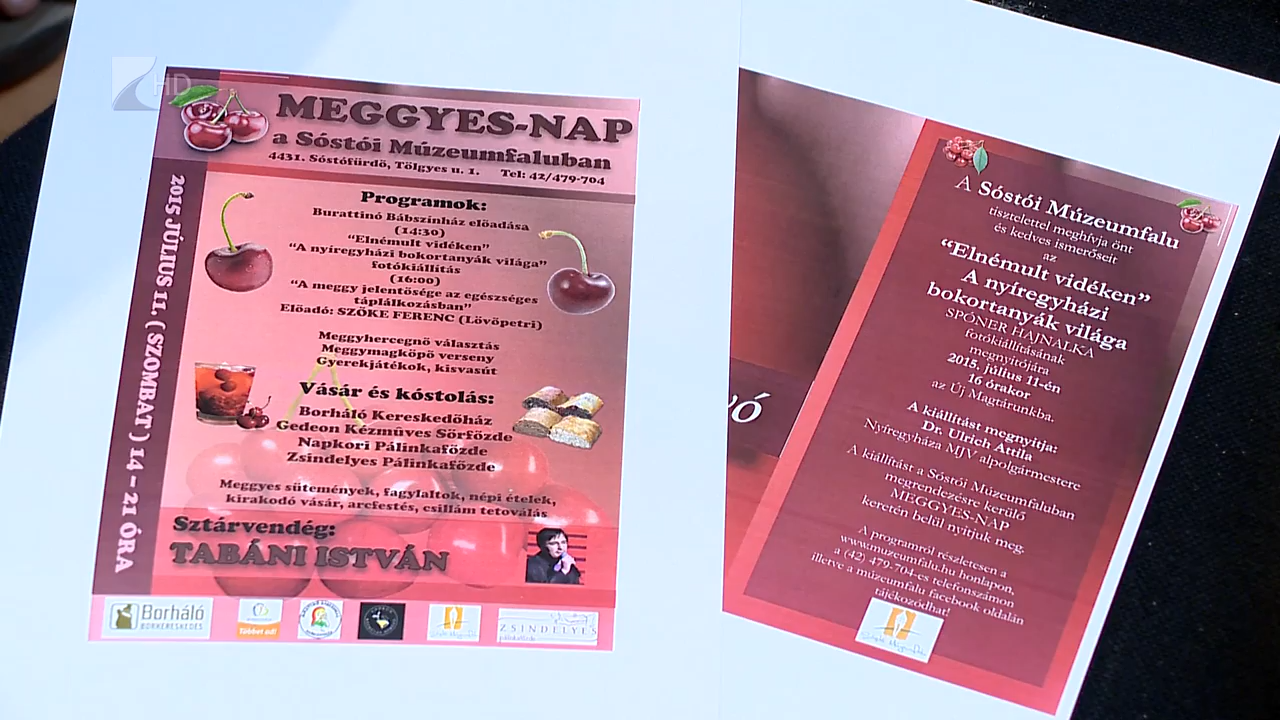 HD
MEGGYES-NAP
a Sóstói Múzeumfaluban
4431. Sóstófürdő, Tölgyes u. 1. Tel: 42/479-704
2015 JÚLIUS 11. ( SZOMBAT ) 14 – 21 ÓRA
Programok:
Burattinó Bábszínház előadása
(14:30)
“Elnémult vidéken”
“A nyíregyházi bokortanyák világa”
fotókiállítás
(16:00)
“A meggy jelentősége az egészséges
táplálkozásban”
Előadó: SZŐKE FERENC (Lövőpetri)
Meggyhercegnő választás
Meggymagköpő verseny
Gyerekjátékok, kisvasút
Vásár és kóstolás:
Borháló Kereskedőház
Gedeon Kézműves Sörfőzde
Napkori Pálinkafőzde
Zsindelyes Pálinkafőzde
Meggyes sütemények, fagylaltok, népi ételek,
kirakodó vásár, arcfestés, csillám tetoválás
Sztárvendég:
TABÁNI ISTVÁN
Borháló
BORKERESKEDÉS
Többet ad!
ZSINDELYES
vó
A Sóstói Múzeumfalu
tisztelettel meghívja önt
és kedves ismerőseit
az
“Elnémult vidéken”
A nyíregyházi
bokortanyák világa
SPÓNER HAJNALKA
fotókiállításának
megnyitójára
2015. július 11-én
16 órakor
az Új Magtárunkba.
A kiállítást megnyitja:
Dr. Ulrich Attila
Nyíregyháza MJV alpolgármestere
A kiállítást a Sóstói Múzeumfaluban
megrendezésre kerülő
MEGGYES-NAP
keretén belül nyitjuk meg.
A programról részletesen a
www.muzeumfalu.hu honlapon,
a (42) 479-704-es telefonszámon
illetve a múzeumfalu facebook oldalán
tájékozódhat!